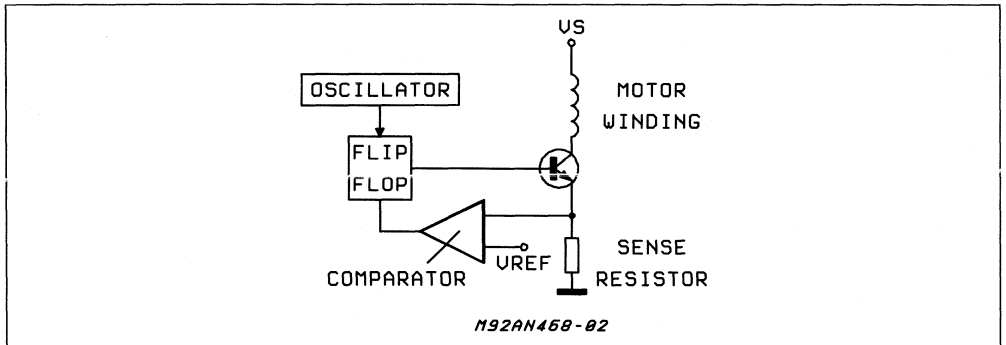 VS
OSCILLATOR
MOTOR
WINDING
FLIP
FLOP
VREF
COMPARATOR
SENSE
RESISTOR
M92AN468-02